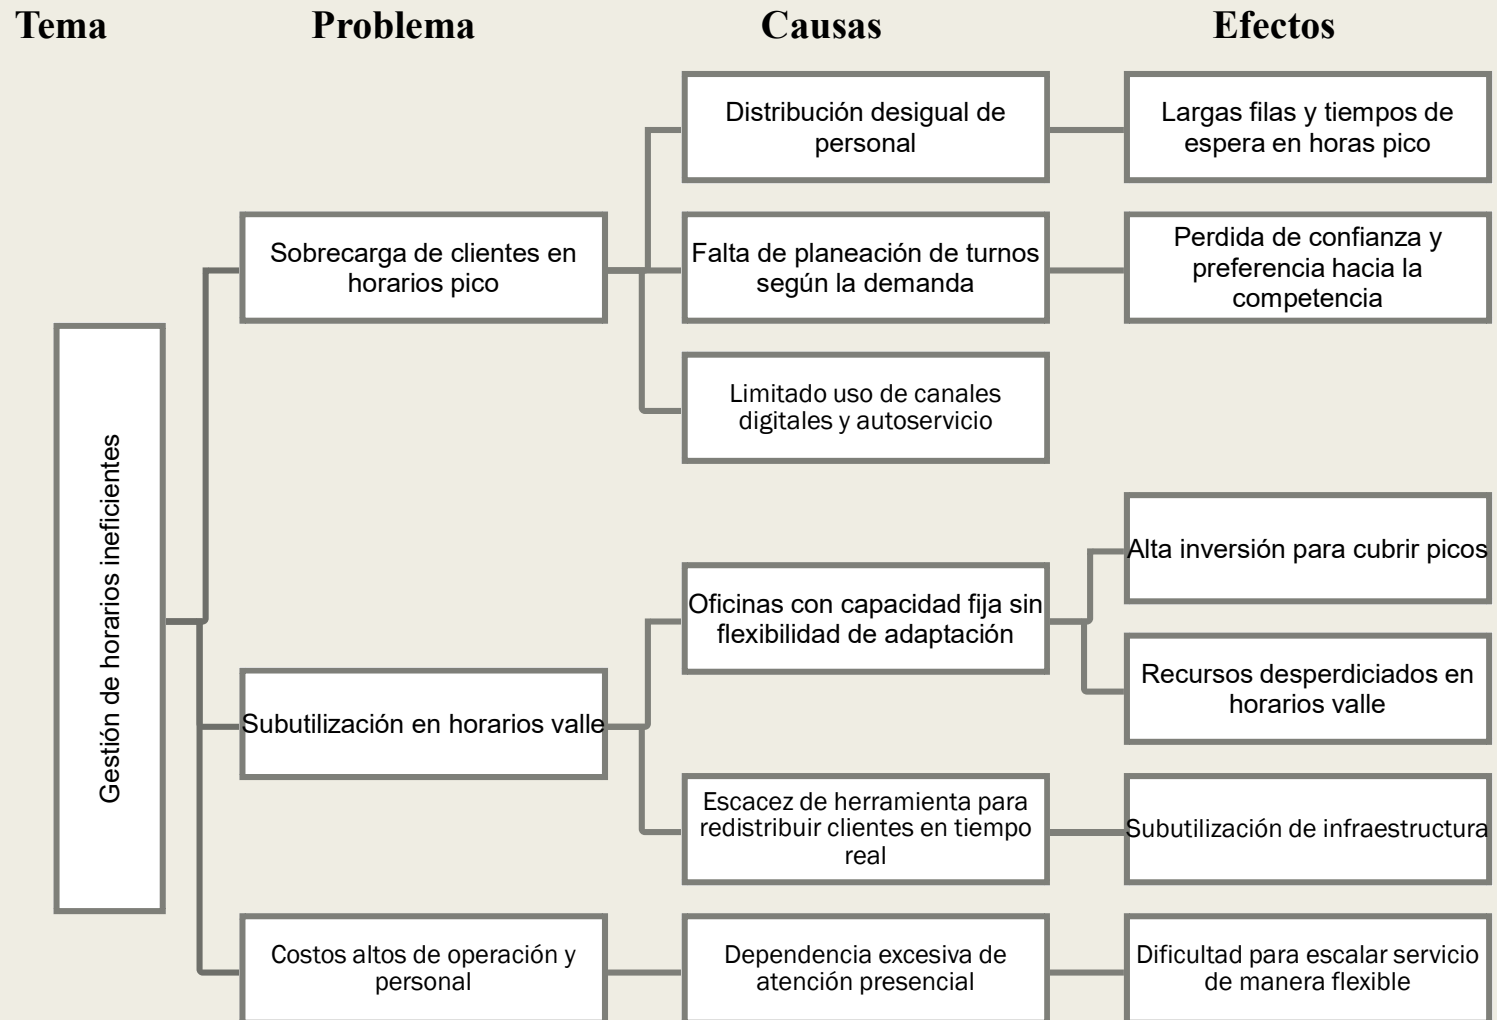 Tema
Problema
Causas
Efectos
Distribución desigual de
personal
Largas filas y tiempos de
espera en horas pico
Sobrecarga de clientes en
horarios pico
Falta de planeación de turnos
según la demanda
Perdida de confianza y
preferencia hacia la
competencia
Limitado uso de canales
digitales y autoservicio
Gestión de horarios ineficientes
Alta inversión para cubrir picos
Oficinas con capacidad fija sin
flexibilidad de adaptación
Recursos desperdiciados en
horarios valle
Subutilización en horarios valle
Escacez de herramienta para
redistribuir clientes en tiempo
real
Subutilización de infraestructura
Costos altos de operación y
personal
Dependencia excesiva de
atención presencial
Dificultad para escalar servicio
de manera flexible